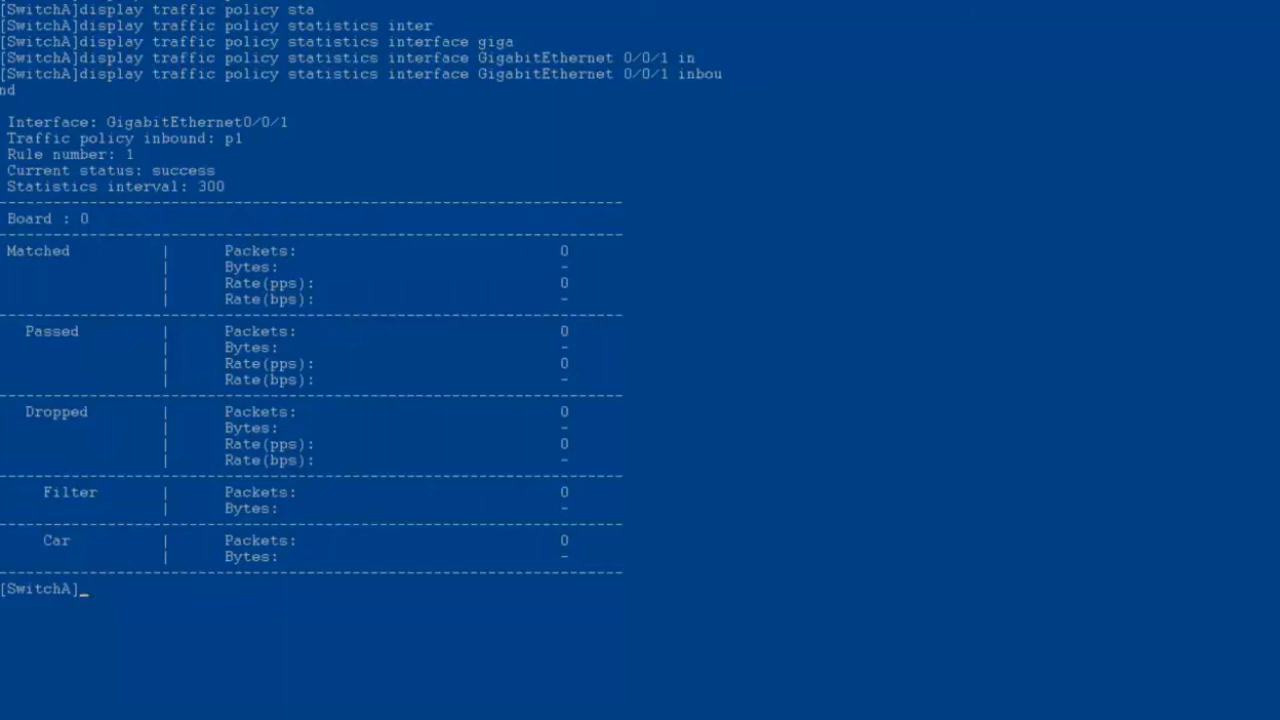 [SwitchA]display traffic policy sta
[SwitchA]display traffic policy statistics inter
[SwitchA]display traffic policy statistics interface giga
[SwitchA]display traffic policy statistics interface GigabitEthernet 0/0/1 in
[SwitchA]display traffic policy statistics interface GigabitEthernet 0/0/1 inbou
nd
Interface: GigabitEthernet0/0/1
Traffic policy inbound: p1
Rule number: 1
Current status: success
Statistics interval: 300
---------------------------------------------------------------------
Board : 0
---------------------------------------------------------------------
Matched | Packets: 0
| Bytes: -
| Rate(pps): 0
| Rate(bps): -
---------------------------------------------------------------------
Passed | Packets: 0
| Bytes: -
| Rate(pps): 0
| Rate(bps): -
---------------------------------------------------------------------
Dropped | Packets: 0
| Bytes: -
| Rate(pps): 0
| Rate(bps): -
---------------------------------------------------------------------
Filter | Packets: 0
| Bytes: -
---------------------------------------------------------------------
Car | Packets: 0
| Bytes: -
---------------------------------------------------------------------
[SwitchA]_